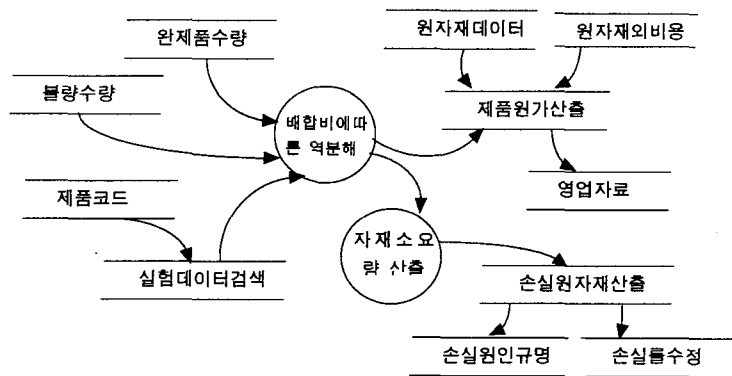 완제품수량
원자재데이터
원자재외비용
불량수량
배합비에따
른 역분해
제품원가산출
제품코드
영업자료
자재소요
량 산출
실험데이터검색
손실원자재산출
손실원인규명
손실률수정